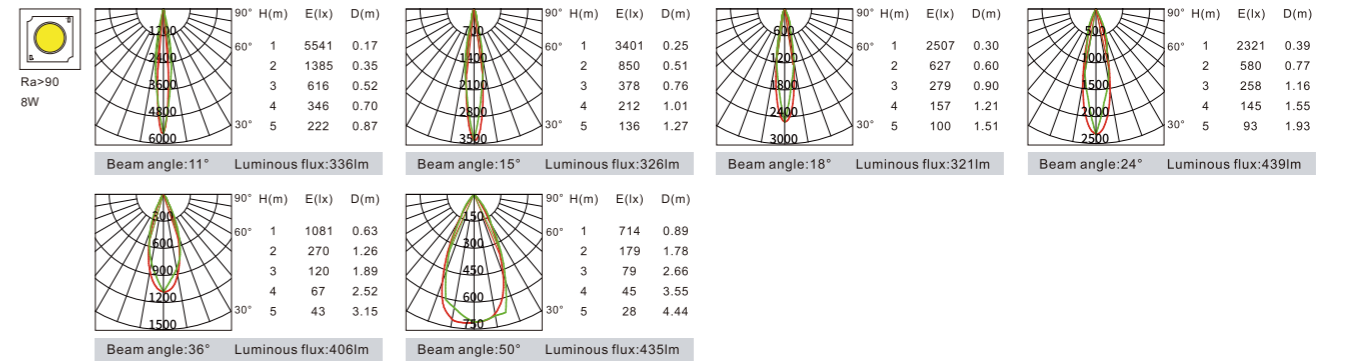 Ra>90
8W
1200
2400
3600
4800
6000
90° H(m) E(lx) D(m)
60° 1 5541 0.17
2 1385 0.35
3 616 0.52
4 346 0.70
30° 5 222 0.87
Beam angle:11° Luminous flux:336lm
700
1400
2100
2800
3500
90° H(m) E(lx) D(m)
60° 1 3401 0.25
2 850 0.51
3 378 0.76
4 212 1.01
30° 5 136 1.27
Beam angle:15° Luminous flux:326lm
600
1200
1800
2400
3000
90° H(m) E(lx) D(m)
60° 1 2507 0.30
2 627 0.60
3 279 0.90
4 157 1.21
30° 5 100 1.51
Beam angle:18° Luminous flux:321lm
500
1000
1500
2000
2500
90° H(m) E(lx) D(m)
60° 1 2321 0.39
2 580 0.77
3 258 1.16
4 145 1.55
30° 5 93 1.93
Beam angle:24° Luminous flux:439lm
300
600
900
1200
1500
90° H(m) E(lx) D(m)
60° 1 1081 0.63
2 270 1.26
3 120 1.89
4 67 2.52
30° 5 43 3.15
Beam angle:36° Luminous flux:406lm
150
300
450
600
750
90° H(m) E(lx) D(m)
60° 1 714 0.89
2 179 1.78
3 79 2.66
4 45 3.55
30° 5 28 4.44
Beam angle:50° Luminous flux:435lm